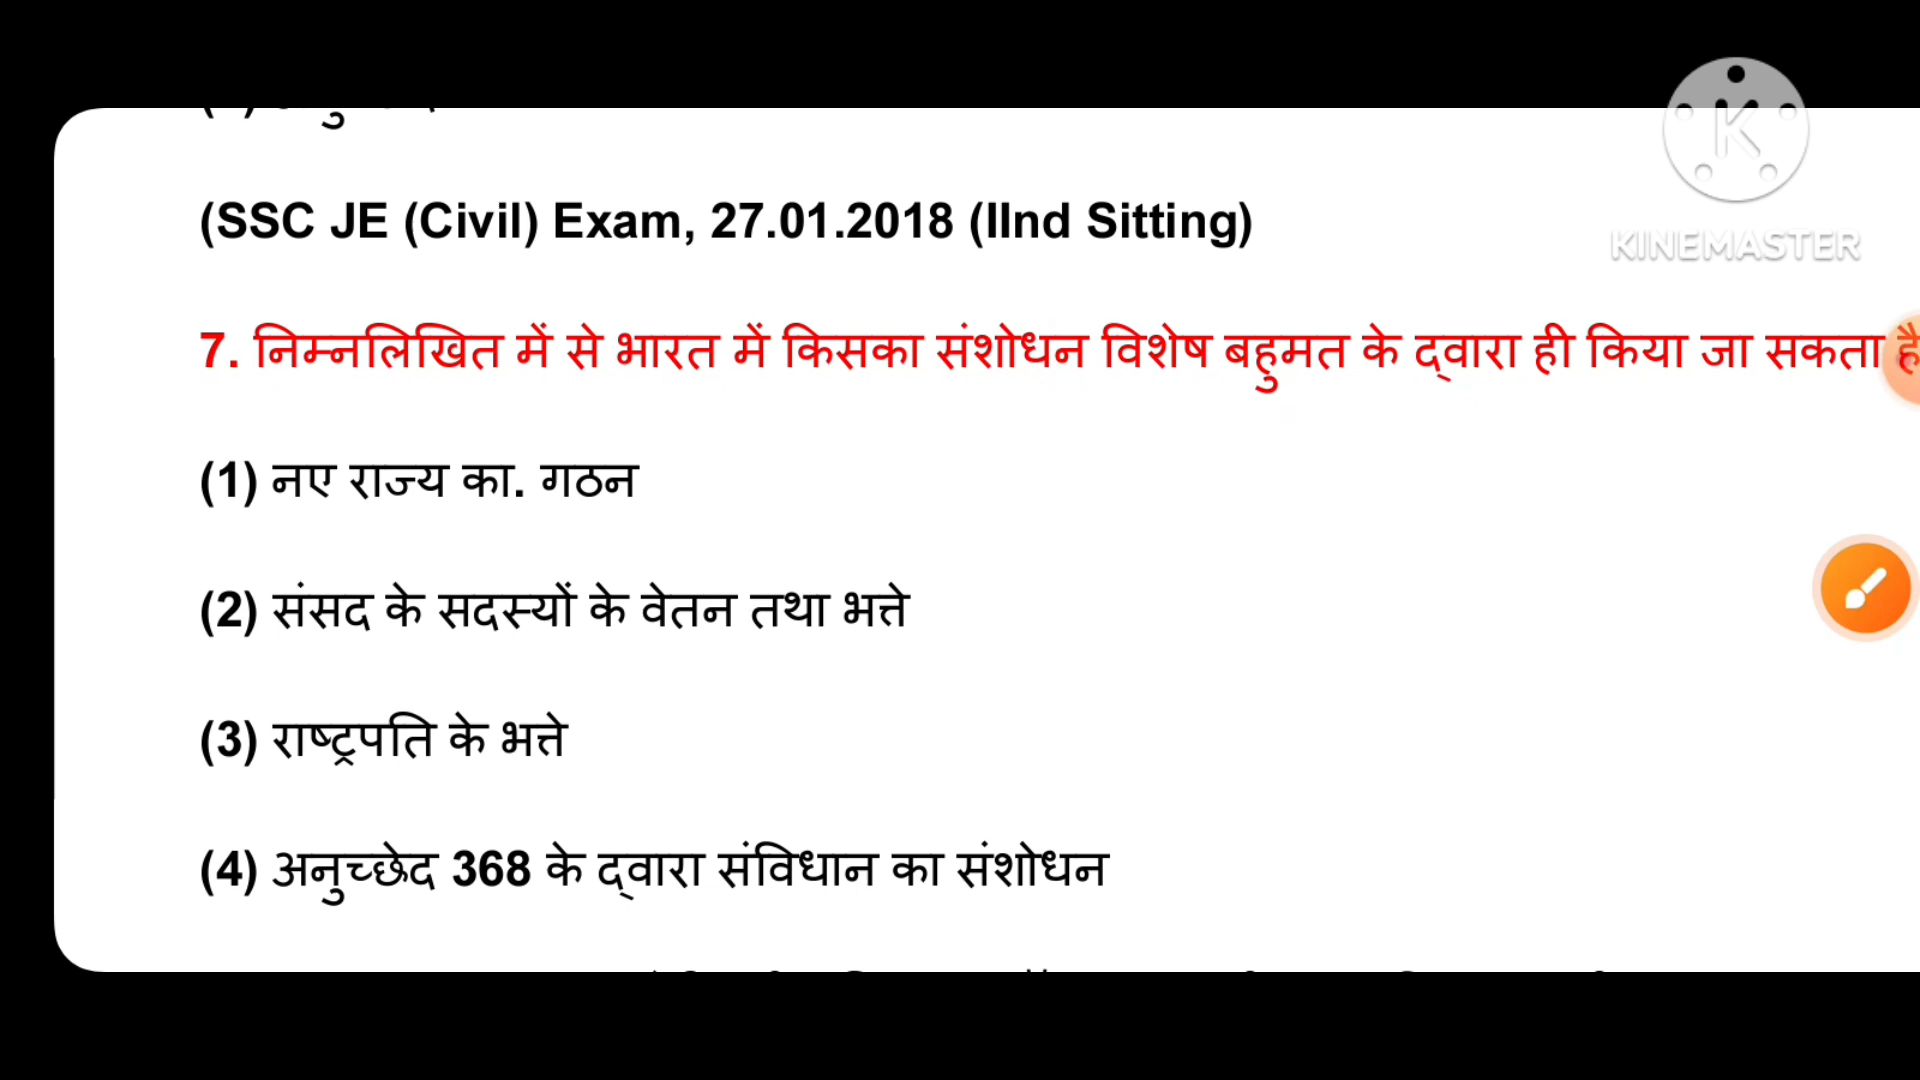 (SSC JE (Civil) Exam, 27.01.2018 (IInd Sitting)
KINEMASTER
7. निम्नलिखित में से भारत में किसका संशोधन विशेष बहुमत के द्वारा ही किया जा सकता है
(1) नए राज्य का. गठन
(2) संसद के सदस्यों के वेतन तथा भत्ते
(3) राष्ट्रपति के भत्ते
(4) अनुच्छेद 368 के द्वारा संविधान का संशोधन